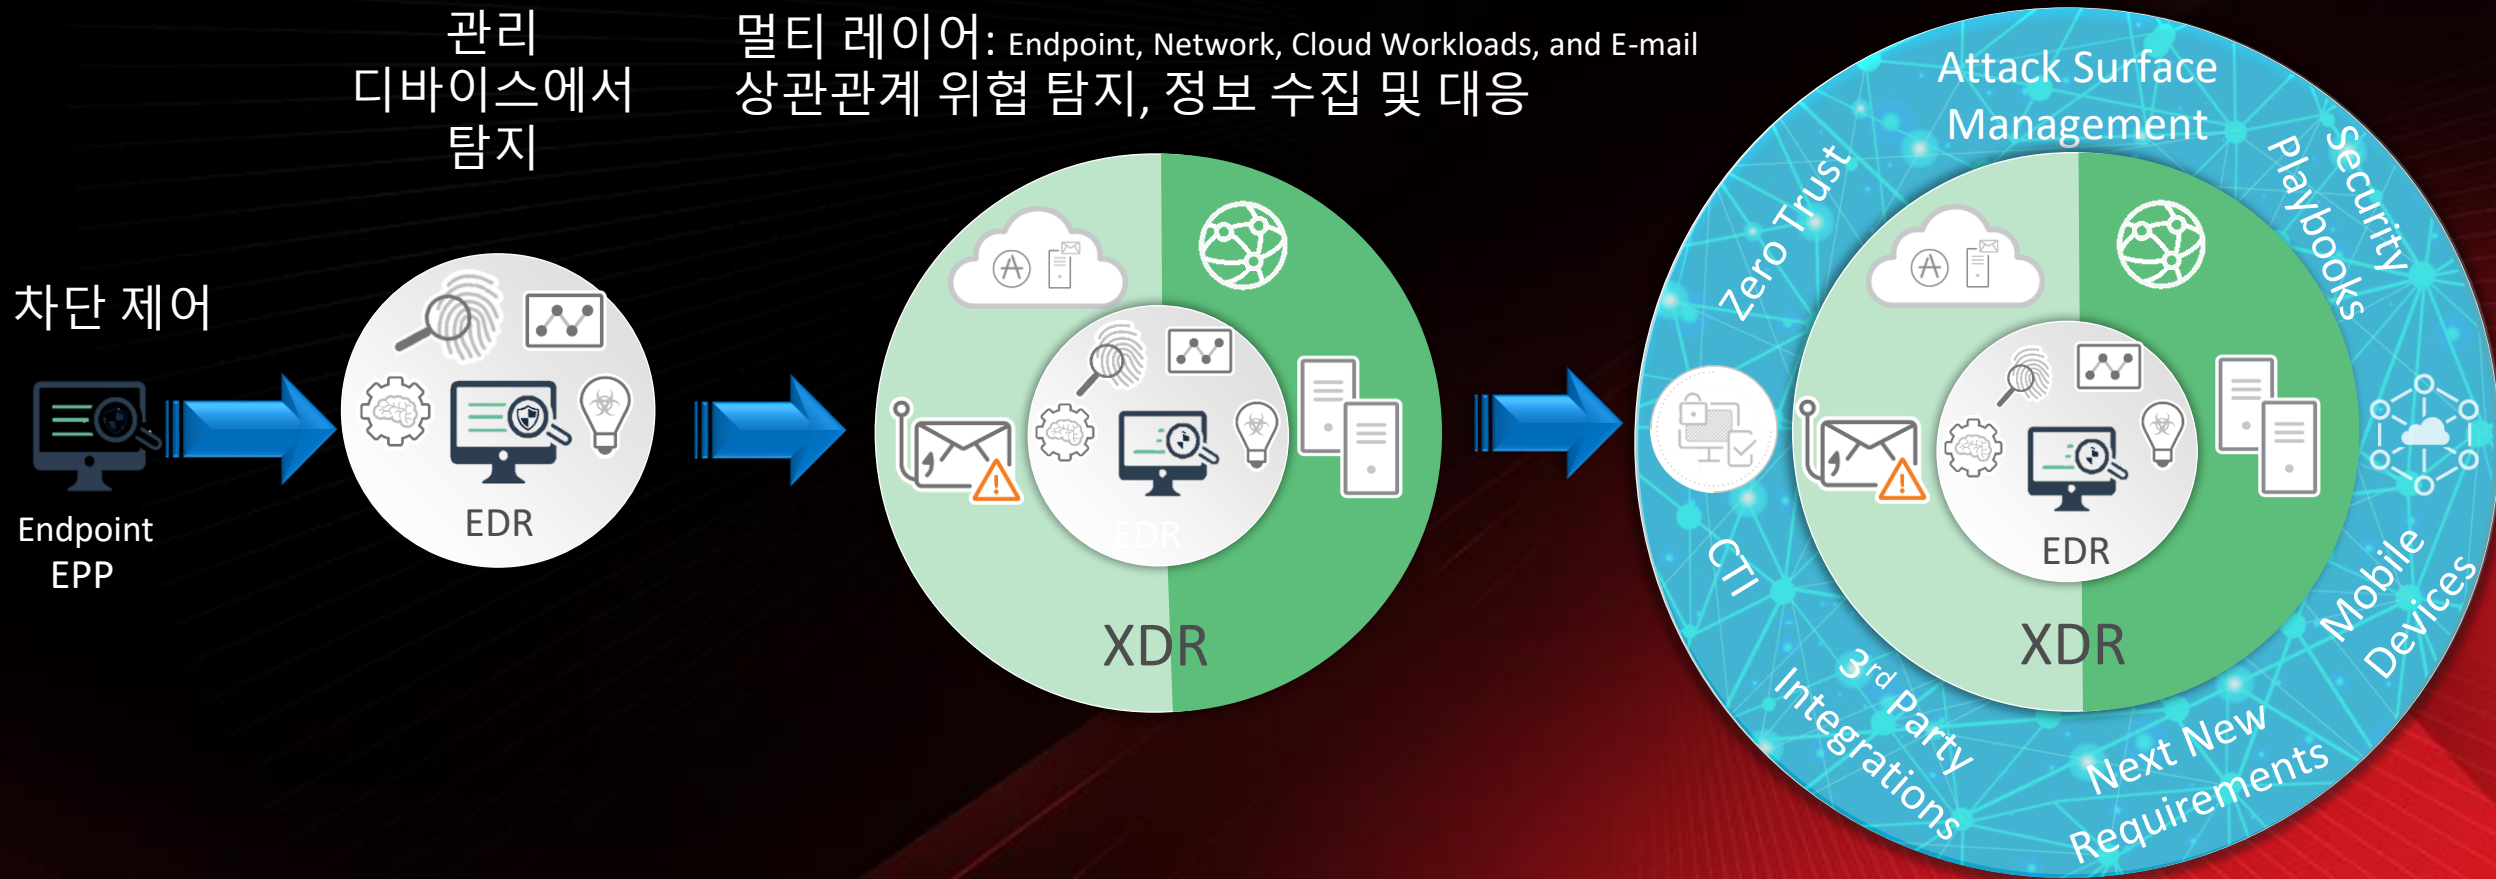 차단 제어
Endpoint
EPP
관리
디바이스에서
탐지
EDR
멀티 레이어: Endpoint, Network, Cloud Workloads, and E-mail
상관관계 위협 탐지, 정보 수집 및 대응
EDR
XDR
Attack Surface
Management
Security
Playbooks
Zero Trust
CTI
Mobile
Devices
3rd Party
Integrations
Next New
Requirements
EDR
XDR